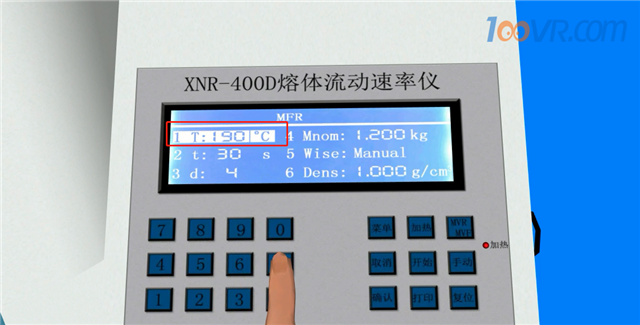 100VR.com
XNR-400D熔体流动速率仪
MFR
1 T:190 °C 4 Mnom: 1.200 kg
2 t: 30 s 5 Wise: Manual
3 d: 4 6 Dens: 1.000 g/cm
7 8 9 0 菜单 加热 MVR MVF
加热
4 5 6 取消 开始 手动
1 2 3 确认 打印 复位